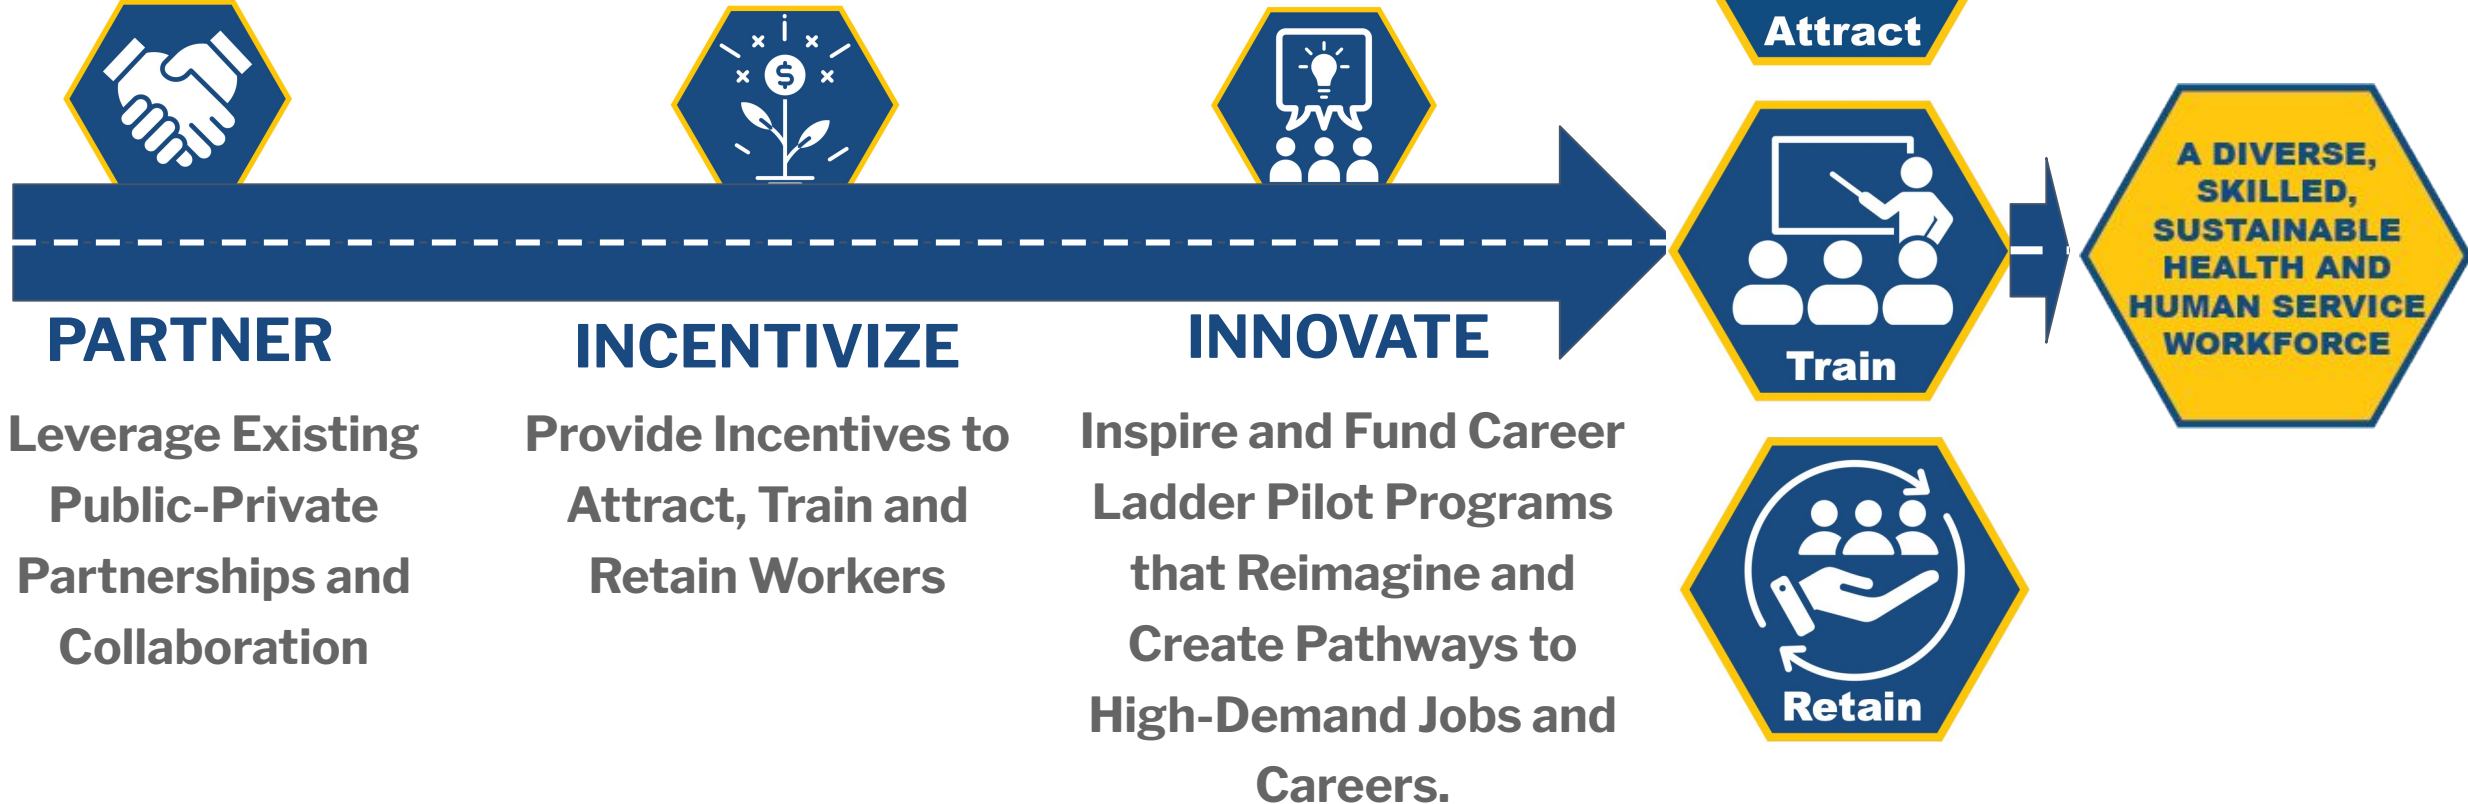 PARTNER
Leverage Existing
Public-Private
Partnerships and
Collaboration
INCENTIVIZE
Provide Incentives to
Attract, Train and
Retain Workers
INNOVATE
Inspire and Fund Career
Ladder Pilot Programs
that Reimagine and
Create Pathways to
High-Demand Jobs and
Careers.
Attract
Train
Retain
A DIVERSE,
SKILLED,
SUSTAINABLE
HEALTH AND
HUMAN SERVICE
WORKFORCE